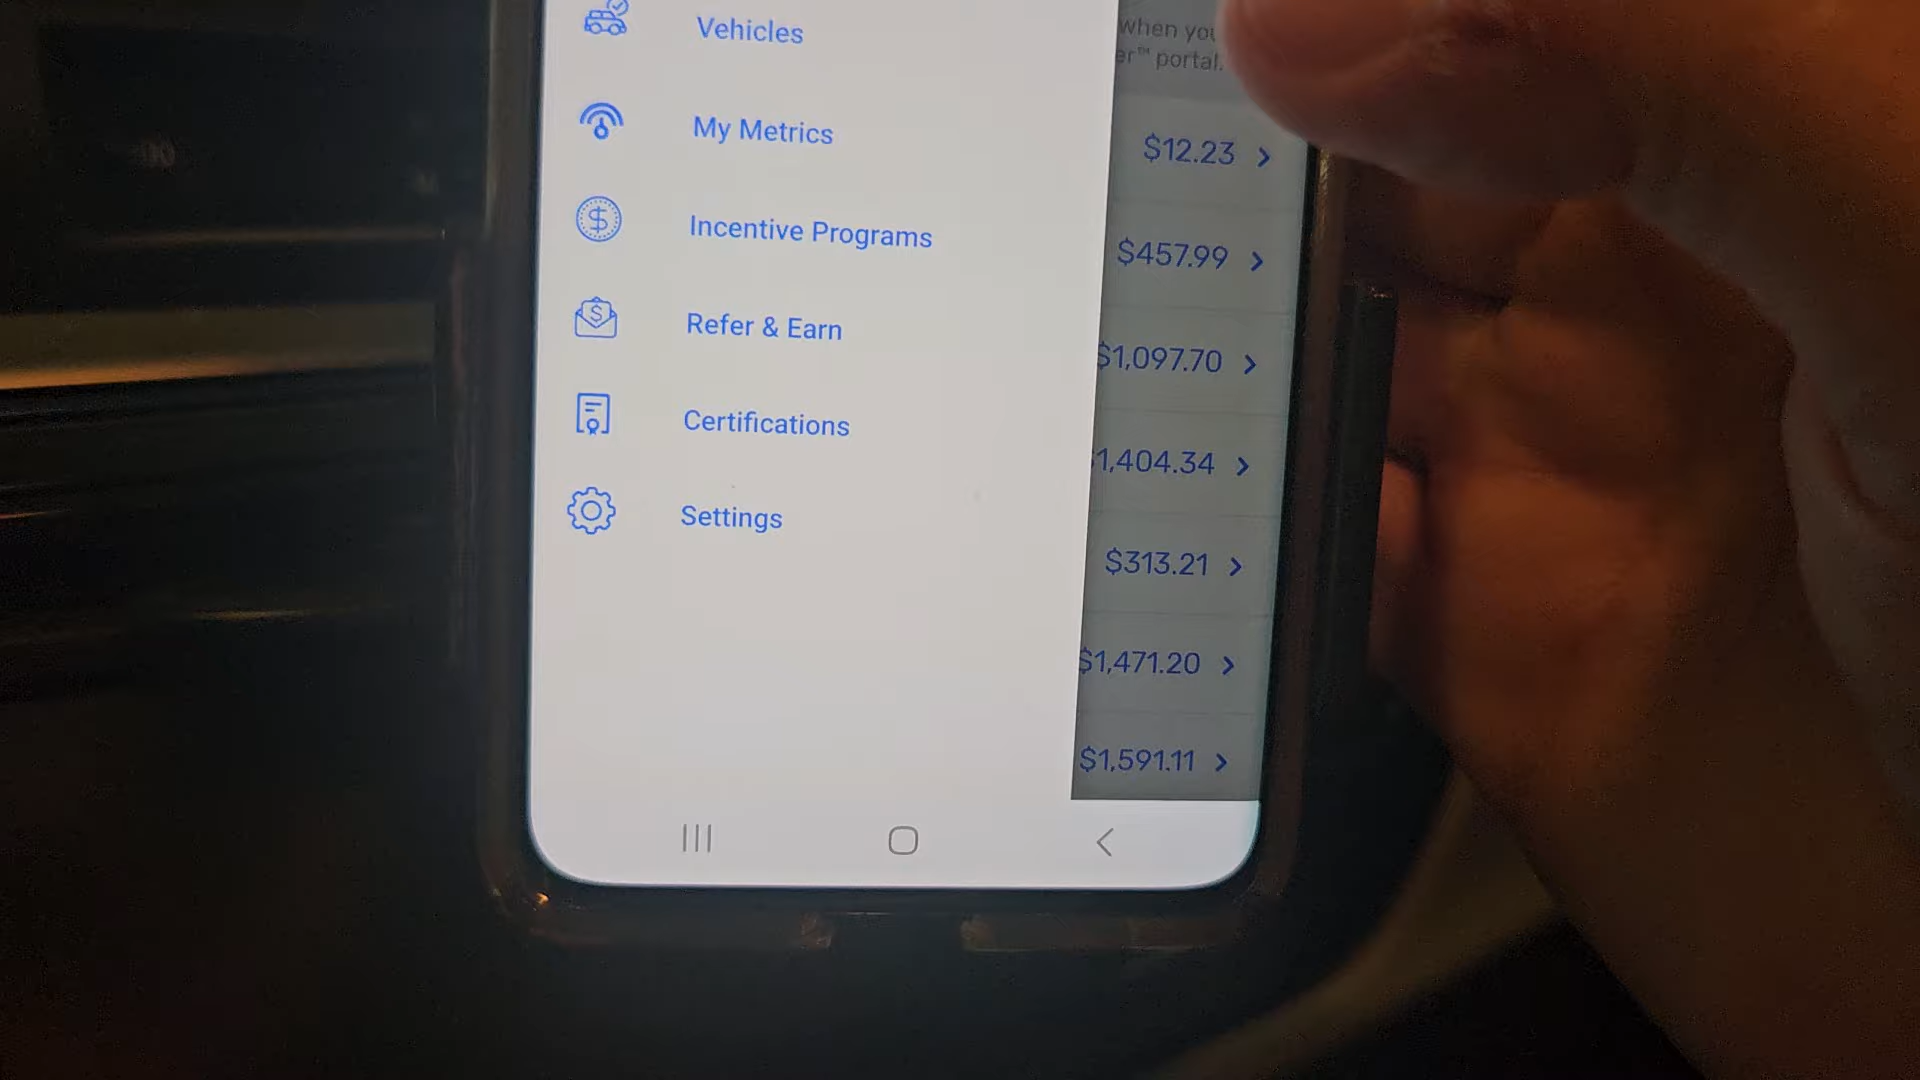 Vehicles
My Metrics
Incentive Programs
Refer & Earn
Certifications
Settings
when you
er™ portal.
$12.23
$457.99
$1,097.70
1,404.34
$313.21
$1,471.20
$1,591.11